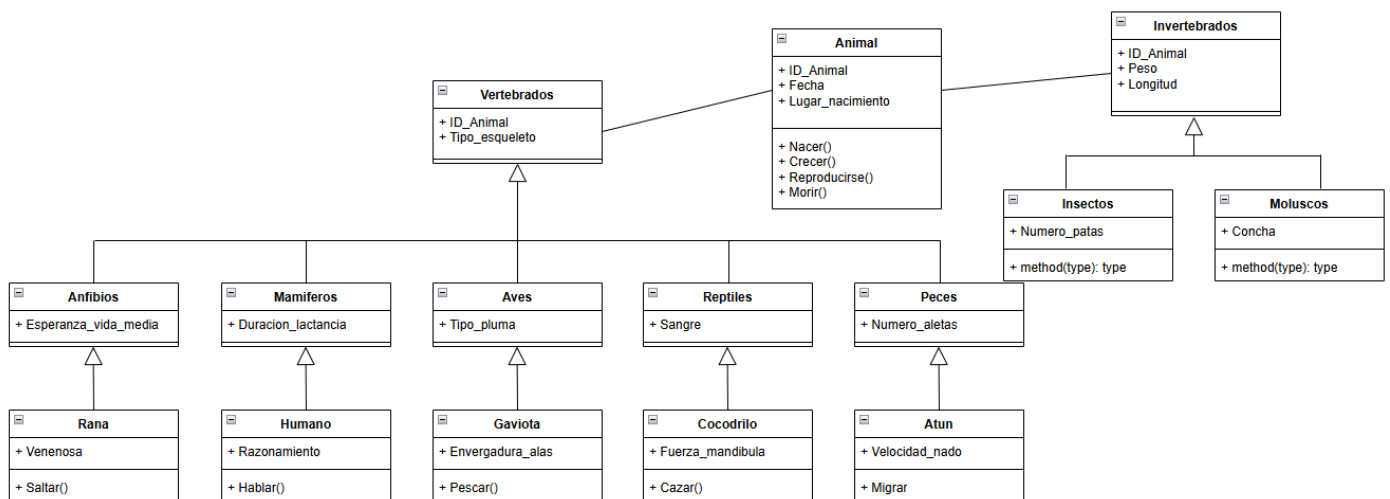 Invertebrados
+ ID_Animal
+ Peso
+ Longitud
Animal
+ ID_Animal
+ Fecha
+ Lugar_nacimiento
+ Nacer()
+ Crecer()
+ Reproducirse()
+ Morir()
Vertebrados
+ ID_Animal
+ Tipo_esqueleto
Insectos
+ Numero_patas
+ method(type): type
Moluscos
+ Concha
+ method(type): type
Anfibios
+ Esperanza_vida_media
Mamiferos
+ Duracion_lactancia
Aves
+ Tipo_pluma
Reptiles
+ Sangre
Peces
+ Numero_aletas
Rana
+ Venenosa
+ Saltar()
Humano
+ Razonamiento
+ Hablar()
Gaviota
+ Envergadura_alas
+ Pescar()
Cocodrilo
+ Fuerza_mandibula
+ Cazar()
Atun
+ Velocidad_nado
+ Migrar